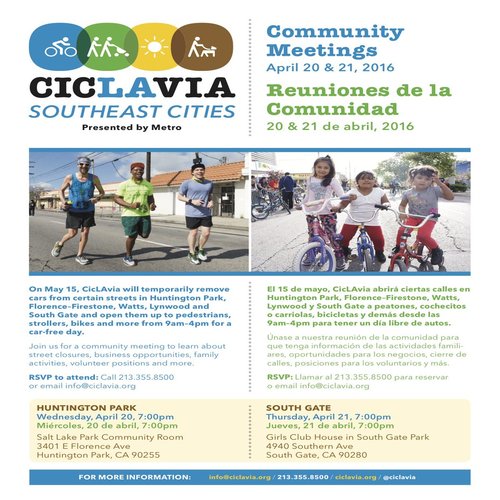 CICLAVIA
SOUTHEAST CITIES
Presented by Metro
Community
Meetings
April 20 & 21, 2016
Reuniones de la
Comunidad
20 & 21 de abril, 2016
On May 15, CicLAvia will temporarily remove
cars from certain streets in Huntington Park,
Florence-Firestone, Watts, Lynwood and
South Gate and open them up to pedestrians,
strollers, bikes and more from 9am–4pm for a
car-free day.
Join us for a community meeting to learn about
street closures, business opportunities, family
activities, volunteer positions and more.
RSVP to attend: Call 213.355.8500
or email info@ciclavia.org
El 15 de mayo, CicLAvia abrirá ciertas calles en
Huntington Park, Florence-Firestone, Watts,
Lynwood y South Gate a peatones, cochecitos
o carriolas, bicicletas y demás desde las
9am–4pm para tener un día libre de autos.
Únase a nuestra reunión de la comunidad para
que tenga información de las actividades famili-
ares, oportunidades para los negocios, cierre de
calles, posiciones para los voluntarios y más.
RSVP: Llamar al 213.355.8500 para reservar
o email info@ciclavia.org
HUNTINGTON PARK
Wednesday, April 20, 7:00pm
Miércoles, 20 de abril, 7:00pm
Salt Lake Park Community Room
3401 E Florence Ave
Huntington Park, CA 90255
SOUTH GATE
Thursday, April 21, 7:00pm
Jueves, 21 de abril, 7:00pm
Girls Club House in South Gate Park
4940 Southern Ave
South Gate, CA 90280
FOR MORE INFORMATION: info@ciclavia.org / 213.355.8500 / ciclavia.org / @ciclavia